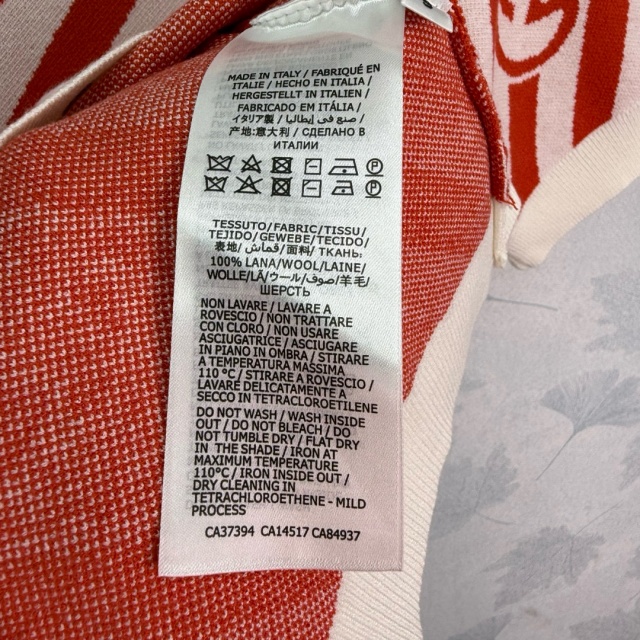 MADE IN ITALY / FABRIQUÉ EN
ITALIE / HECHO EN ITALIA /
HERGESTELLT IN ITALIEN /
FABRICADO EM ITÁLIA /
イタリア製 / صنع في إيطاليا /
产地:意大利 / СДЕЛАНО В
ИТАЛИИ
TESSUTO/FABRIC/TISSU/
TEJIDO/GEWEBE/TECIDO/
表地/قماش/面料/ ТКАНЬ:
100% LANA/WOOL/LAINE/
WOLLE/LÃ/ウール/صوف/羊毛/
ШЕРСТЬ
NON LAVARE / LAVARE A
ROVESCIO / NON TRATTARE
CON CLORO / NON USARE
ASCIUGATRICE / ASCIUGARE
IN PIANO IN OMBRA / STIRARE
A TEMPERATURA MASSIMA
110 °C / STIRARE A ROVESCIO /
LAVARE DELICATAMENTE A
SECCO IN TETRACLOROETILENE
DO NOT WASH / WASH INSIDE
OUT / DO NOT BLEACH / DO
NOT TUMBLE DRY / FLAT DRY
IN THE SHADE / IRON AT
MAXIMUM TEMPERATURE
110°C / IRON INSIDE OUT /
DRY CLEANING IN
TETRACHLOROETHENE - MILD
PROCESS
CA37394 CA14517 CA84937